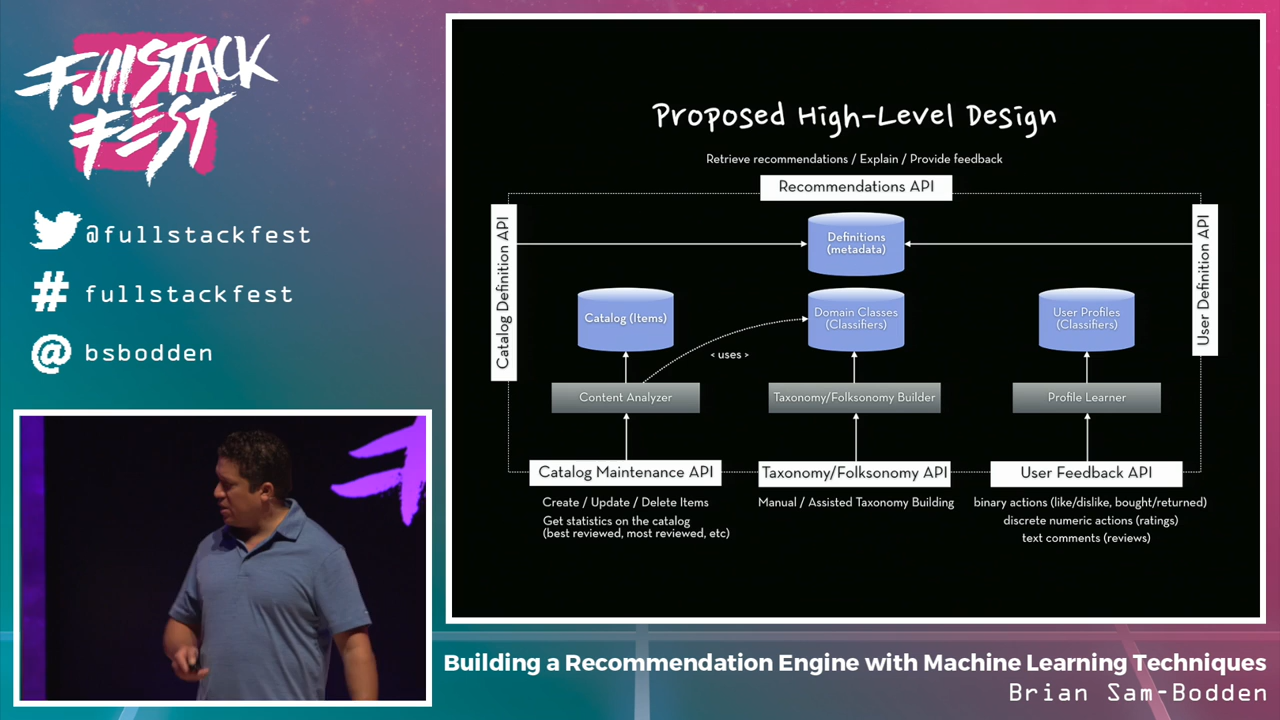 FullStack
Fest
@fullstackfest
# fullstackfest
@ bsbodden
Proposed High-Level Design
Retrieve recommendations / Explain / Provide feedback
Recommendations API
Catalog Definition API
User Definition API
Definitions
(metadata)
Catalog (Items)
Domain Classes
(Classifiers)
User Profiles
(Classifiers)
< uses >
Content Analyzer
Taxonomy/Folksonomy Builder
Profile Learner
Catalog Maintenance API
Taxonomy/Folksonomy API
User Feedback API
Create / Update / Delete Items
Get statistics on the catalog
(best reviewed, most reviewed, etc)
Manual / Assisted Taxonomy Building
binary actions (like/dislike, bought/returned)
discrete numeric actions (ratings)
text comments (reviews)
Building a Recommendation Engine with Machine Learning Techniques
Brian Sam-Bodden